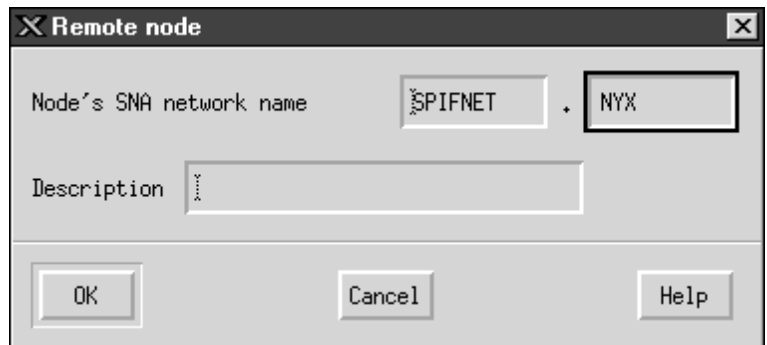 Remote node
Node's SNA network name SPIFNET . NYX
Description
OK Cancel Help